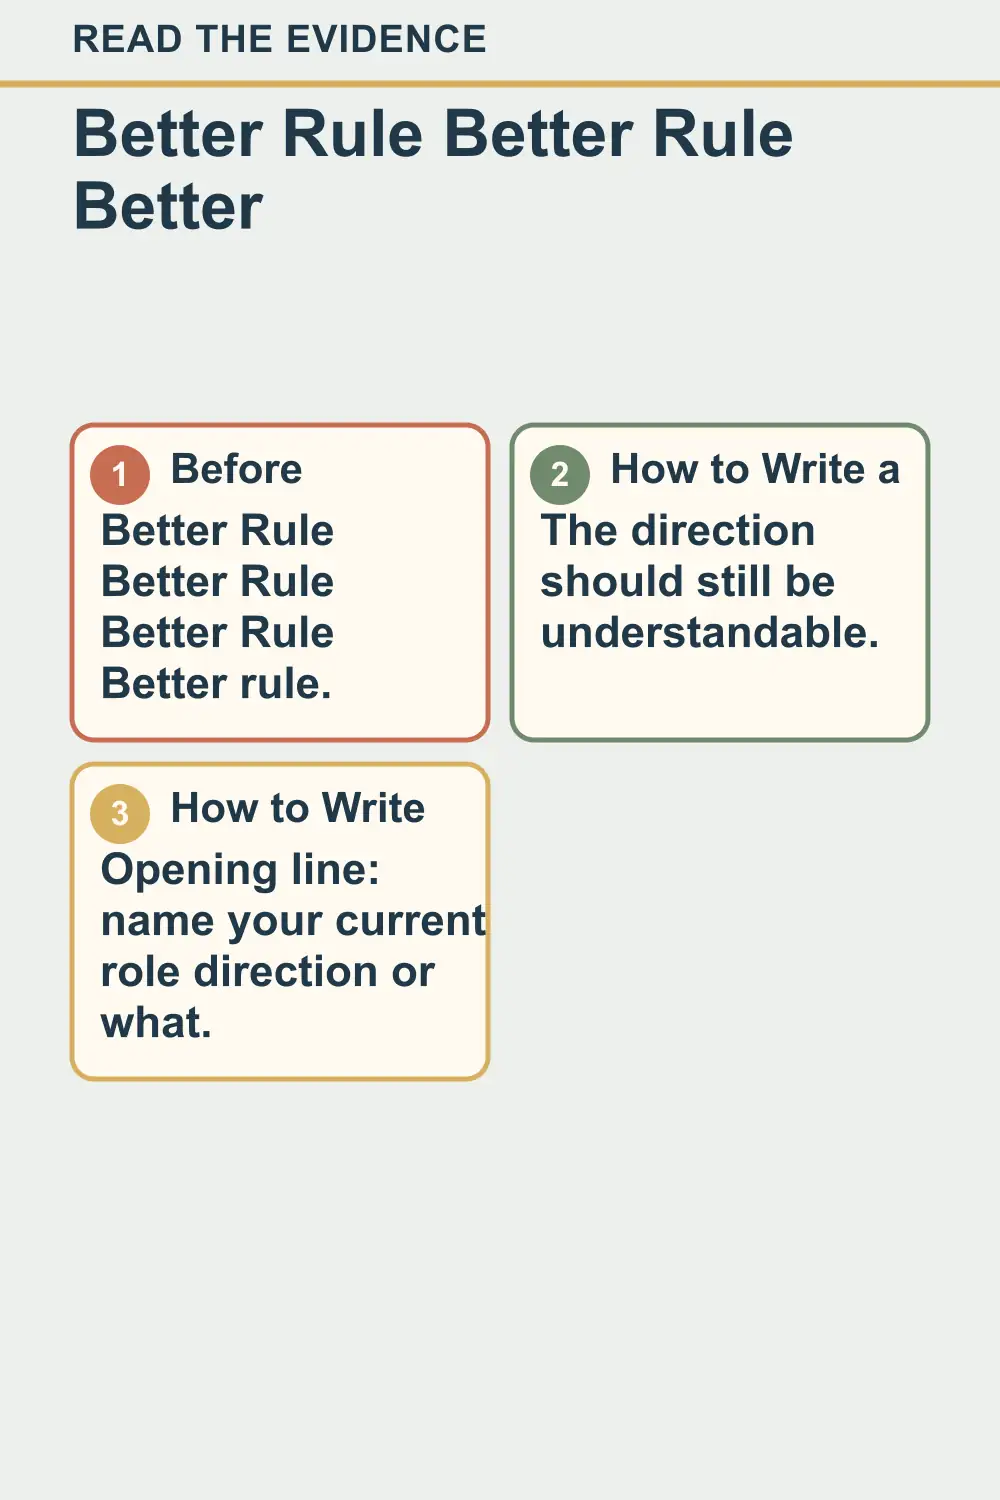 READ THE EVIDENCE
Better Rule Better Rule
Better
1 Before
Better Rule
Better Rule
Better Rule
Better rule.
2 How to Write a
The direction
should still be
understandable.
3 How to Write
Opening line:
name your current
role direction or
what.